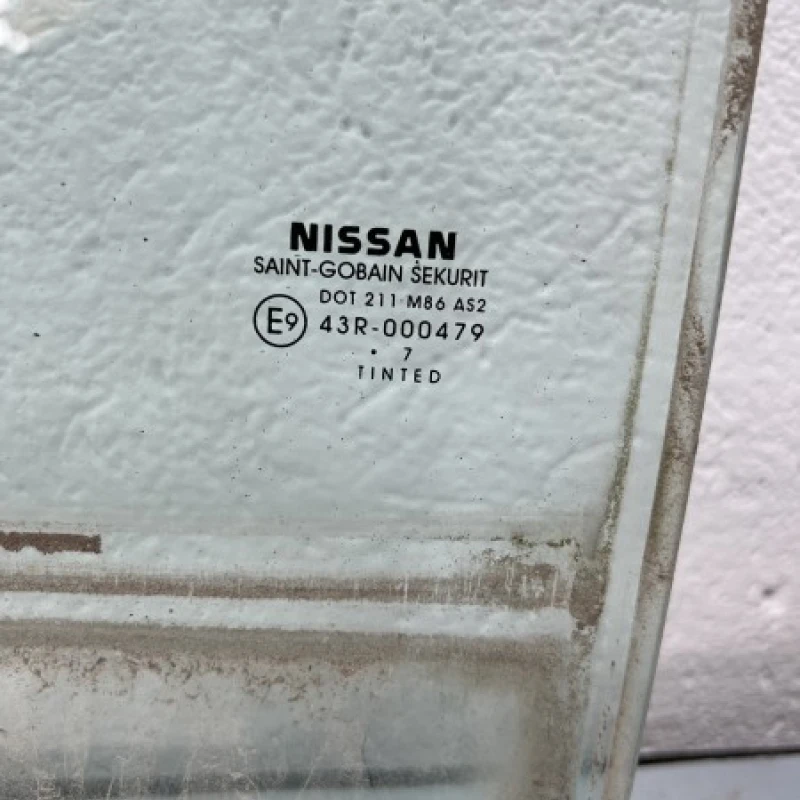 NISSAN
SAINT-GOBAIN SEKURIT
DOT 211 M86 AS2
E9 43R-000479
• 7
TINTED